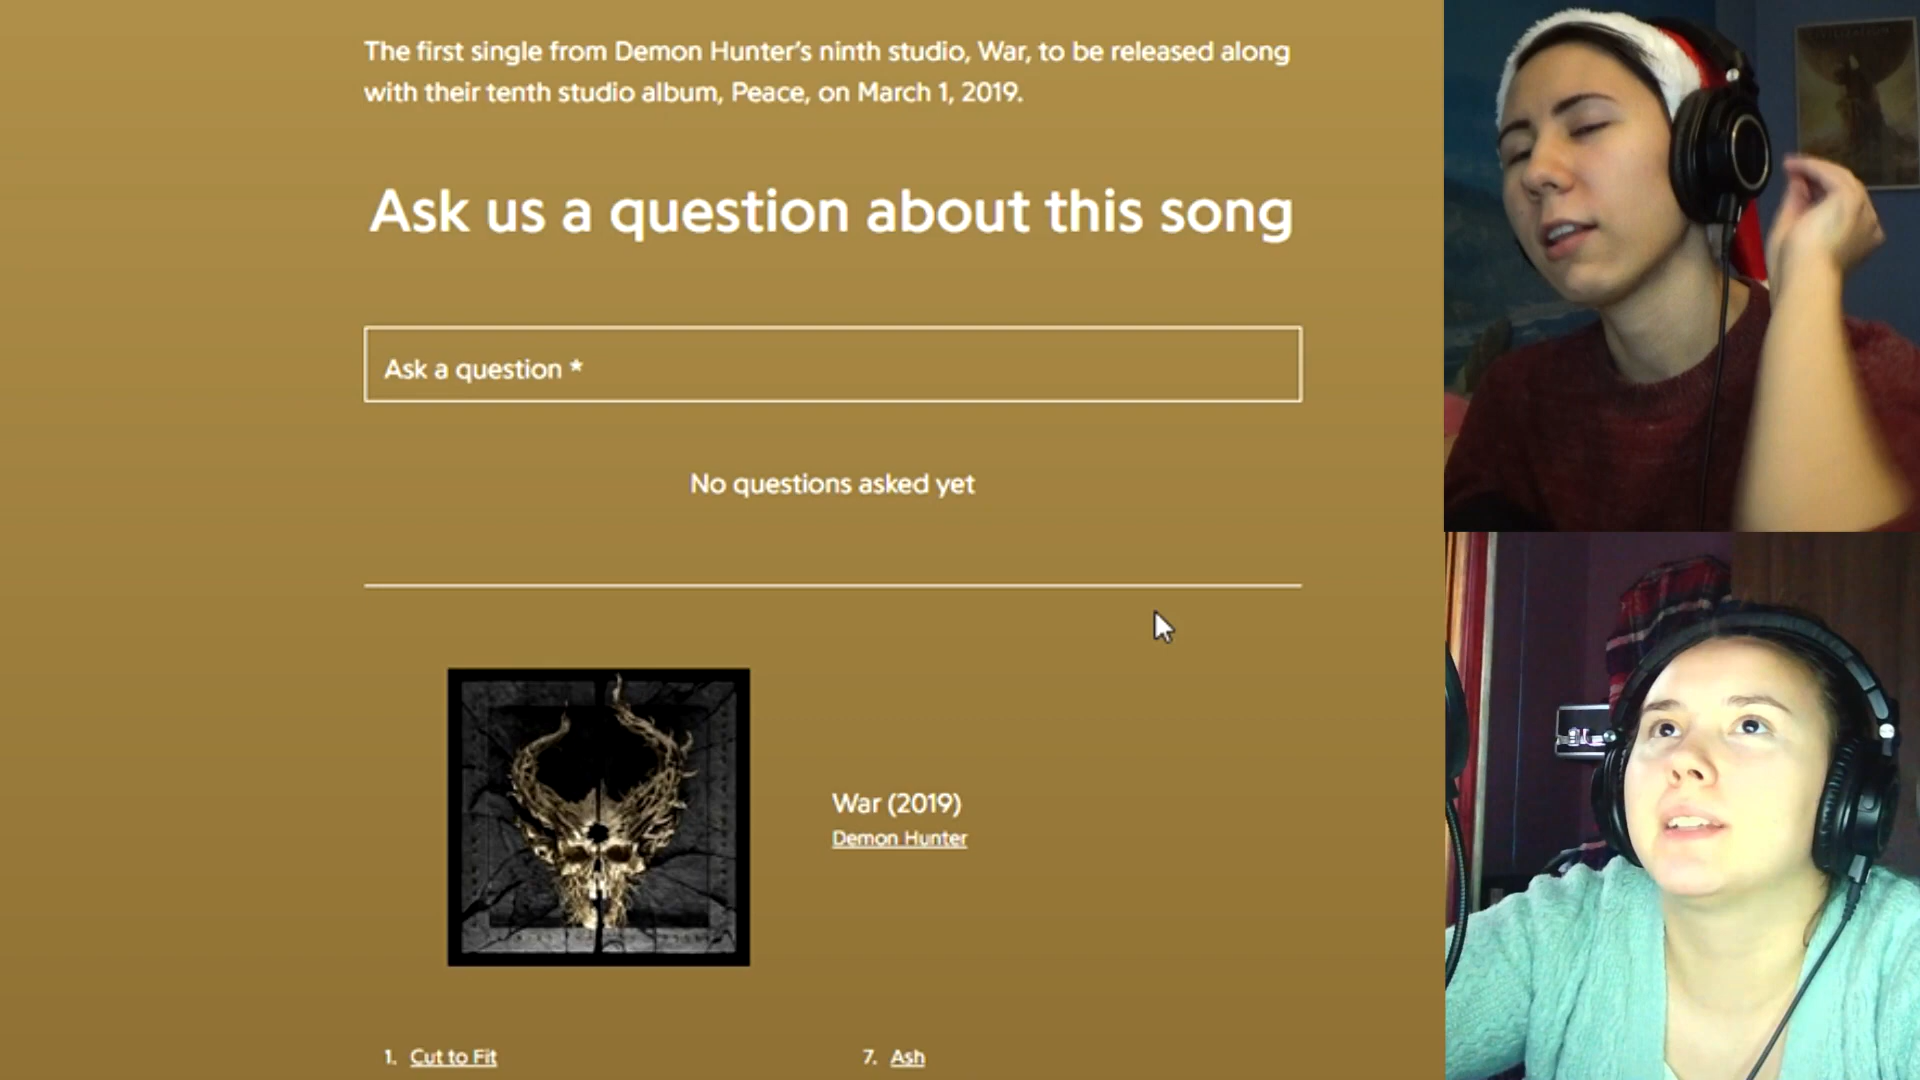 The first single from Demon Hunter’s ninth studio, War, to be released along
with their tenth studio album, Peace, on March 1, 2019.
Ask us a question about this song
Ask a question *
No questions asked yet
War (2019)
Demon Hunter
1. Cut to Fit
7. Ash